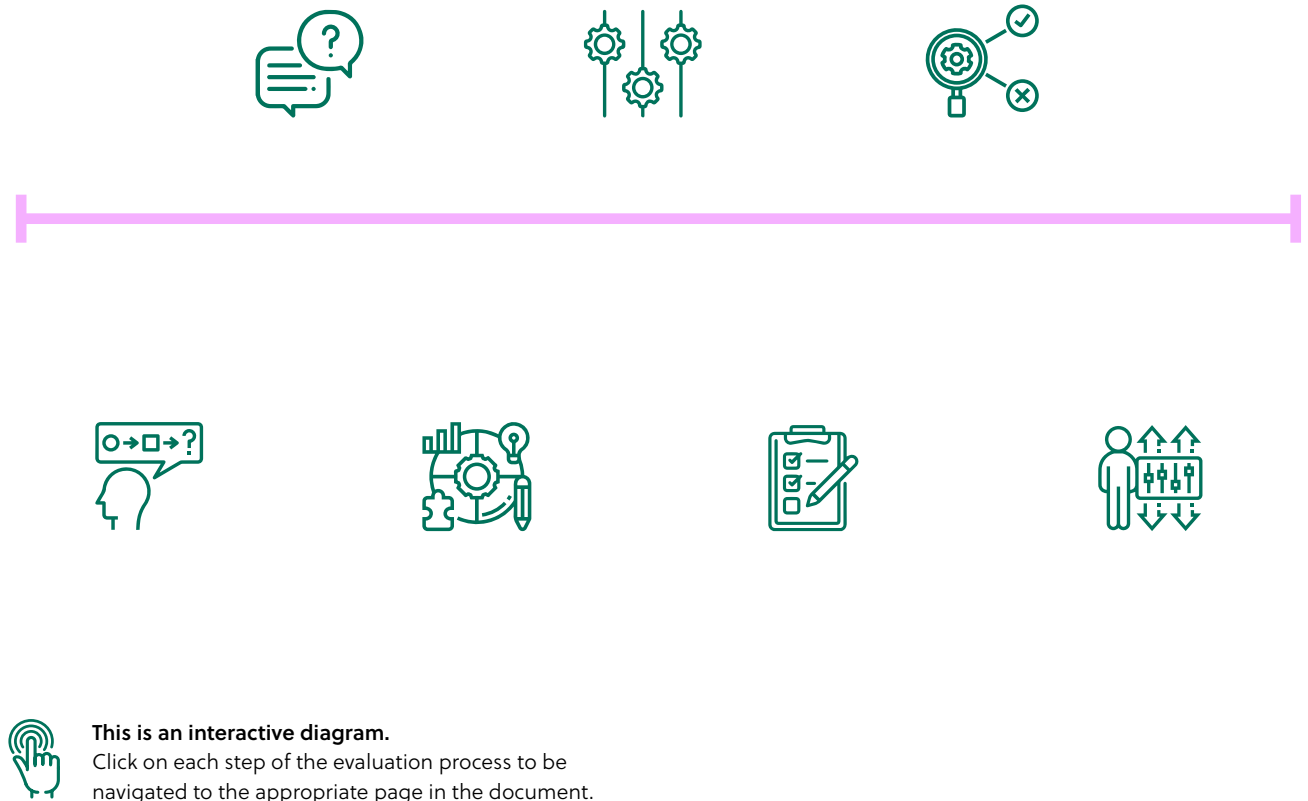 This is an interactive diagram.
Click on each step of the evaluation process to be
navigated to the appropriate page in the document.